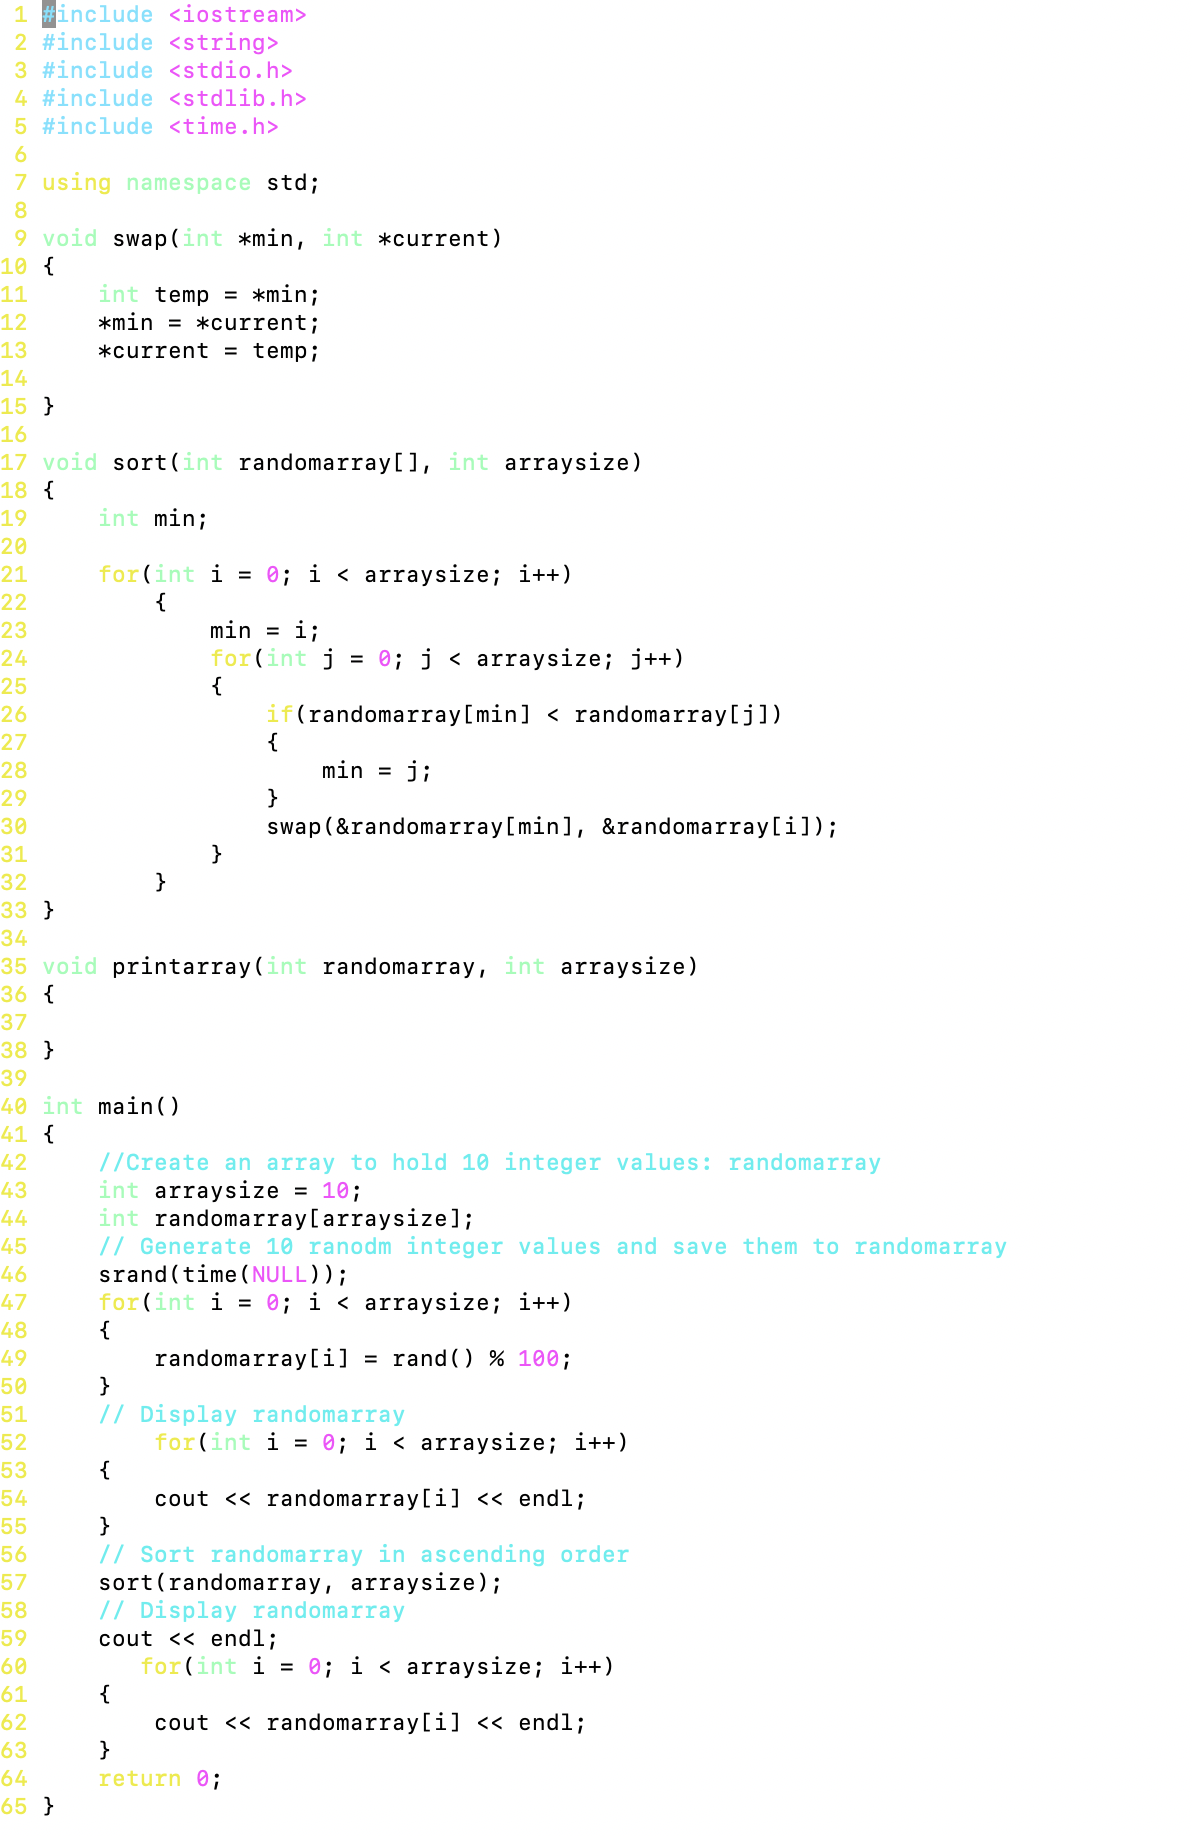 1 #include <iostream>
2 #include <string>
3 #include <stdio.h>
4 #include <stdlib.h>
5 #include <time.h>
6
7 using namespace std;
8
9 void swap(int *min, int *current)
10 {
11     int temp = *min;
12     *min = *current;
13     *current = temp;
14
15 }
16
17 void sort(int randomarray[], int arraysize)
18 {
19     int min;
20
21     for(int i = 0; i < arraysize; i++)
22         {
23             min = i;
24             for(int j = 0; j < arraysize; j++)
25             {
26                 if(randomarray[min] < randomarray[j])
27                 {
28                     min = j;
29                 }
30                 swap(&randomarray[min], &randomarray[i]);
31             }
32         }
33 }
34
35 void printarray(int randomarray, int arraysize)
36 {
37
38 }
39
40 int main()
41 {
42     //Create an array to hold 10 integer values: randomarray
43     int arraysize = 10;
44     int randomarray[arraysize];
45     // Generate 10 ranodm integer values and save them to randomarray
46     srand(time(NULL));
47     for(int i = 0; i < arraysize; i++)
48     {
49         randomarray[i] = rand() % 100;
50     }
51     // Display randomarray
52         for(int i = 0; i < arraysize; i++)
53     {
54         cout << randomarray[i] << endl;
55     }
56     // Sort randomarray in ascending order
57     sort(randomarray, arraysize);
58     // Display randomarray
59     cout << endl;
60        for(int i = 0; i < arraysize; i++)
61     {
62         cout << randomarray[i] << endl;
63     }
64     return 0;
65 }